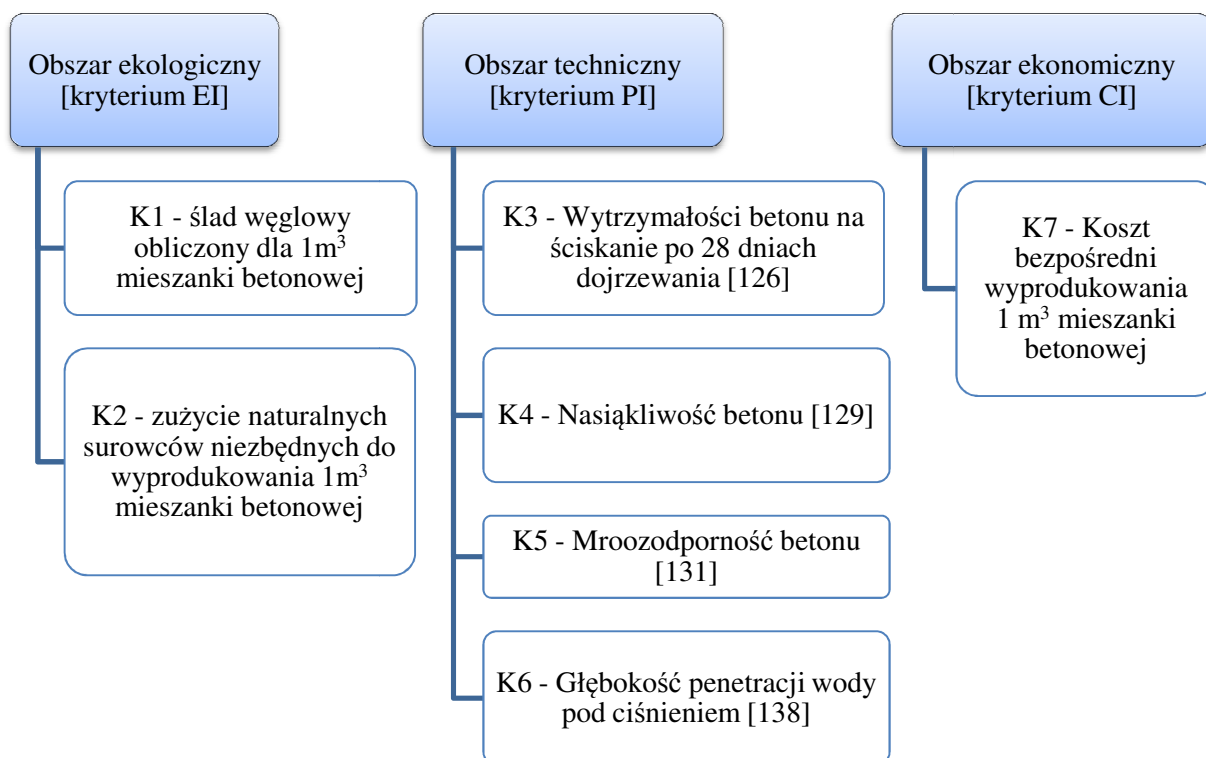 Obszar ekologiczny
[kryterium EI]
K1 - ślad węglowy
obliczony dla 1m³
mieszanki betonowej
K2 - zużycie naturalnych
surowców niezbędnych do
wyprodukowania 1m³
mieszanki betonowej
Obszar techniczny
[kryterium PI]
K3 - Wytrzymałości betonu na
ściskanie po 28 dniach
dojrzewania [126]
K4 - Nasiąkliwość betonu [129]
K5 - Mroozodporność betonu
[131]
K6 - Głębokość penetracji wody
pod ciśnieniem [138]
Obszar ekonomiczny
[kryterium CI]
K7 - Koszt
bezpośredni
wyprodukowania
1 m³ mieszanki
betonowej